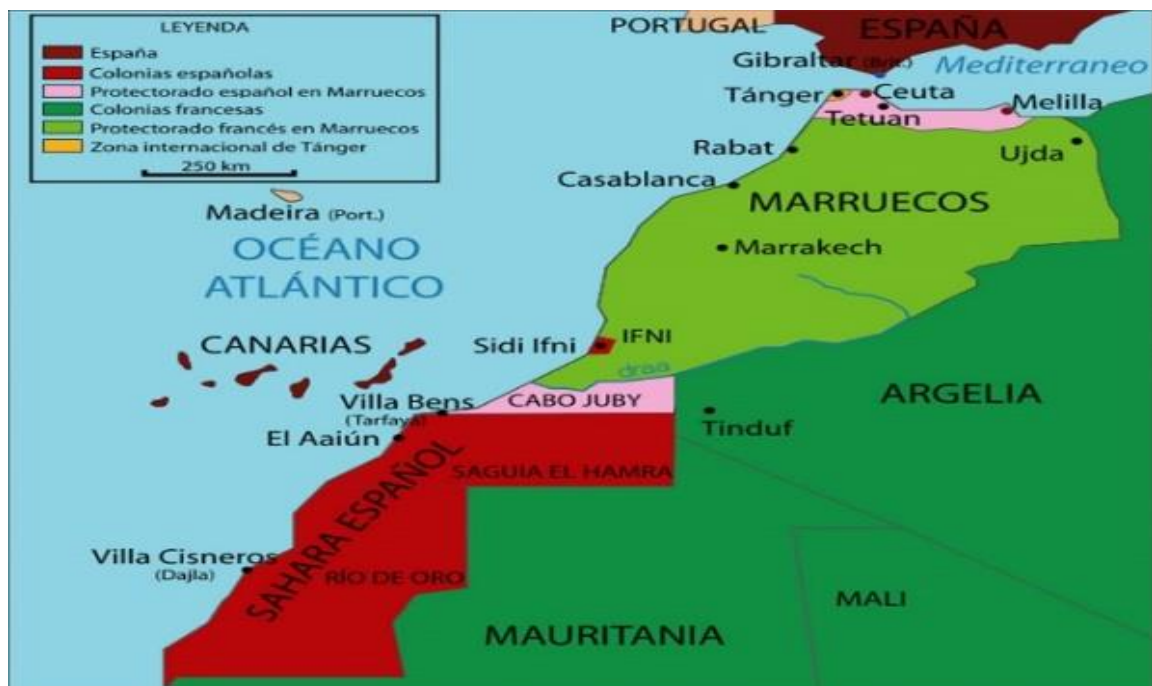 LEYENDA
España
Colonias españolas
Protectorado español en Marruecos
Colonias francesas
Protectorado francés en Marruecos
Zona internacional de Tánger
250 km
PORTUGAL
ESPAÑA
Gibraltar
Mediterraneo
Tánger
Ceuta
Tetuan
Melilla
Rabat
Ujda
Casablanca
MARRUECOS
Madeira (Port.)
Marrakech
OCÉANO
ATLÁNTICO
CANARIAS
Sidi Ifni
IFNI
draa
Villa Bens
(Tarfaya)
CABO JUBY
ARGELIA
Tinduf
El Aaiún
SAGUIA EL HAMRA
SAHARA ESPAÑOL
Villa Cisneros
(Dajla)
RÍO DE ORO
MALI
MAURITANIA